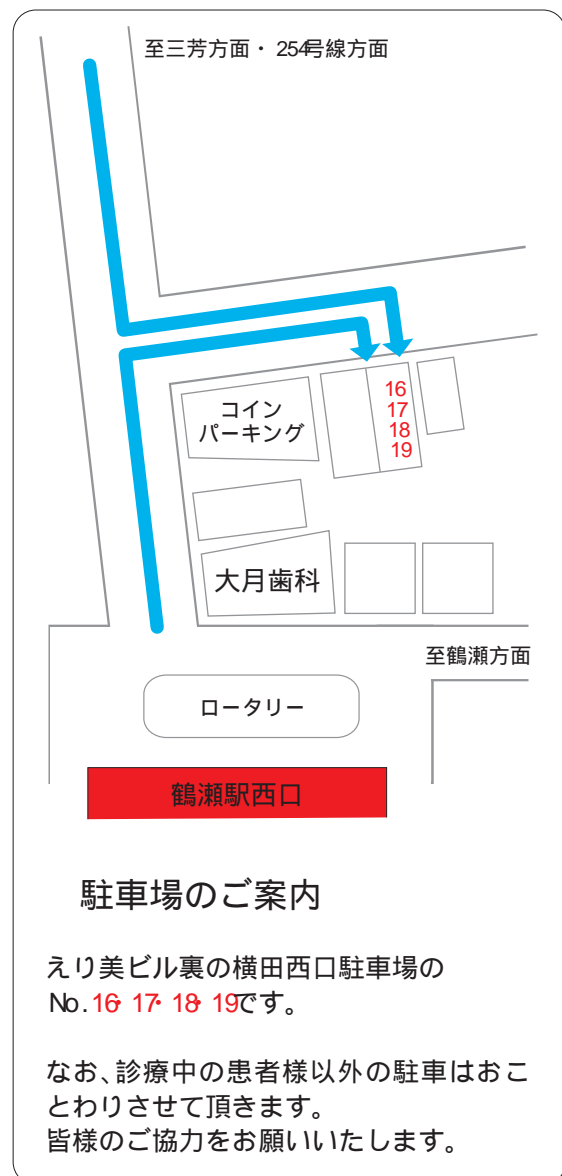 至三芳方面・254号線方面
コイン
パーキング
16
17
18
19
大月歯科
至鶴瀬方面
ロータリー
鶴瀬駅西口
駐車場のご案内
えり美ビル裏の横田西口駐車場の
No.16・17・18・19です。
なお、診療中の患者様以外の駐車はおこ
とわりさせて頂きます。
皆様のご協力をお願いいたします。